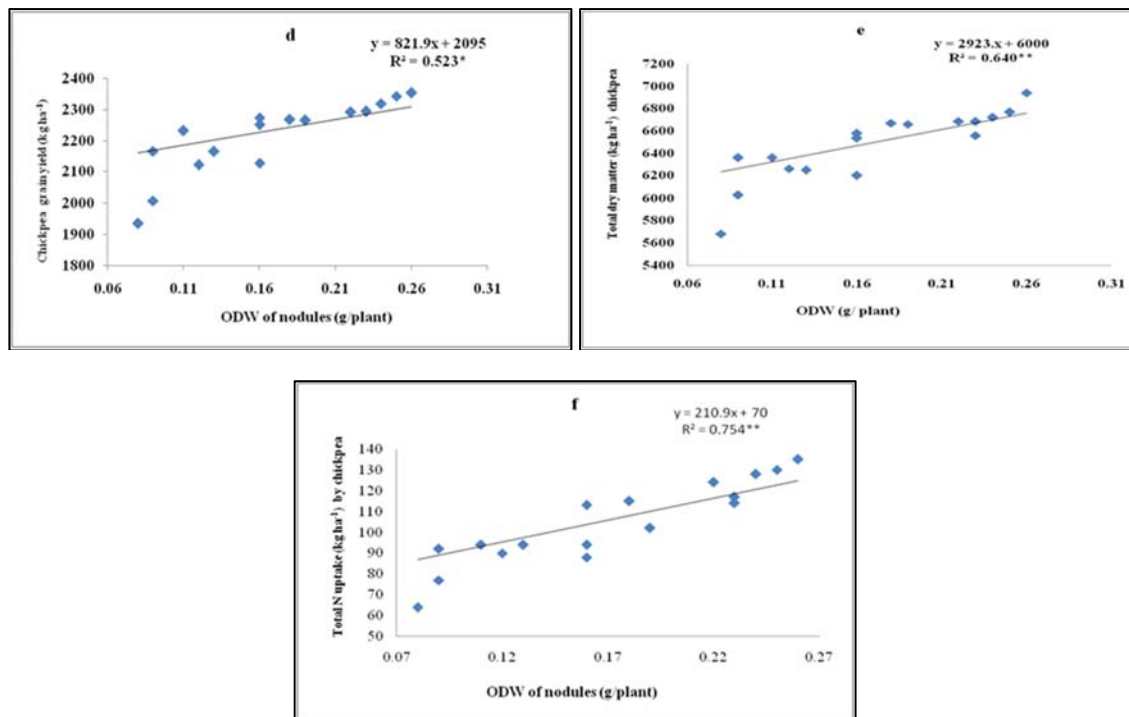 d
y = 821.9x + 2095
R² = 0.523*
Chickpea grain yield (kg ha⁻¹)
2400
2300
2200
2100
2000
1900
1800
0.06 0.11 0.16 0.21 0.26 0.31
ODW of nodules (g/plant)
e
y = 2923.x + 6000
R² = 0.640**
Total dry matter (kg ha⁻¹) chickpea
7200
6800
6400
6200
6000
5800
5600
5400
0.06 0.11 0.16 0.21 0.26 0.31
ODW (g/ plant)
f
y = 210.9x + 70
R² = 0.754**
Total N uptake (kg ha⁻¹) by chickpea
140
130
120
110
100
90
80
70
60
50
0.07 0.12 0.17 0.22 0.27
ODW of nodules (g/plant)